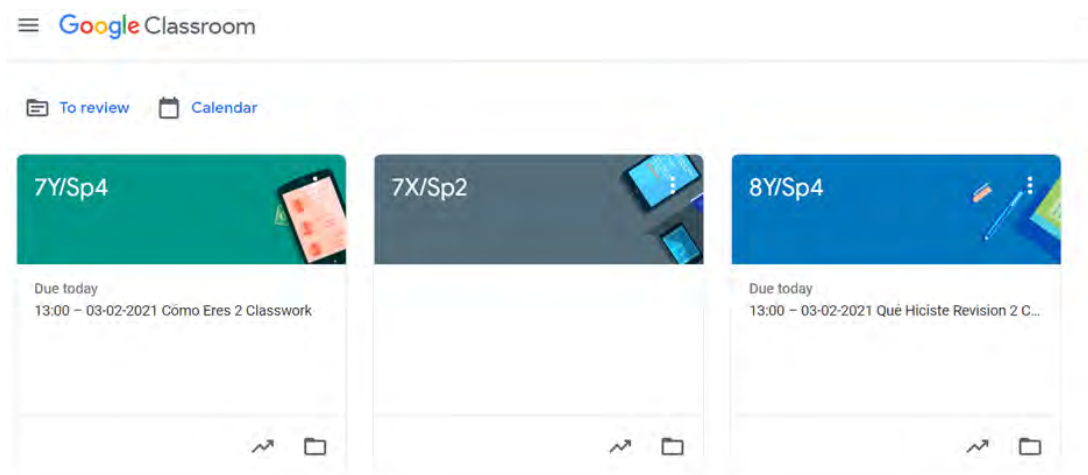 Google Classroom
To review Calendar
7Y/Sp4
7X/Sp2
8Y/Sp4
Due today
13:00 – 03-02-2021 Cómo Eres 2 Classwork
Due today
13:00 – 03-02-2021 Qué Hiciste Revision 2 C...